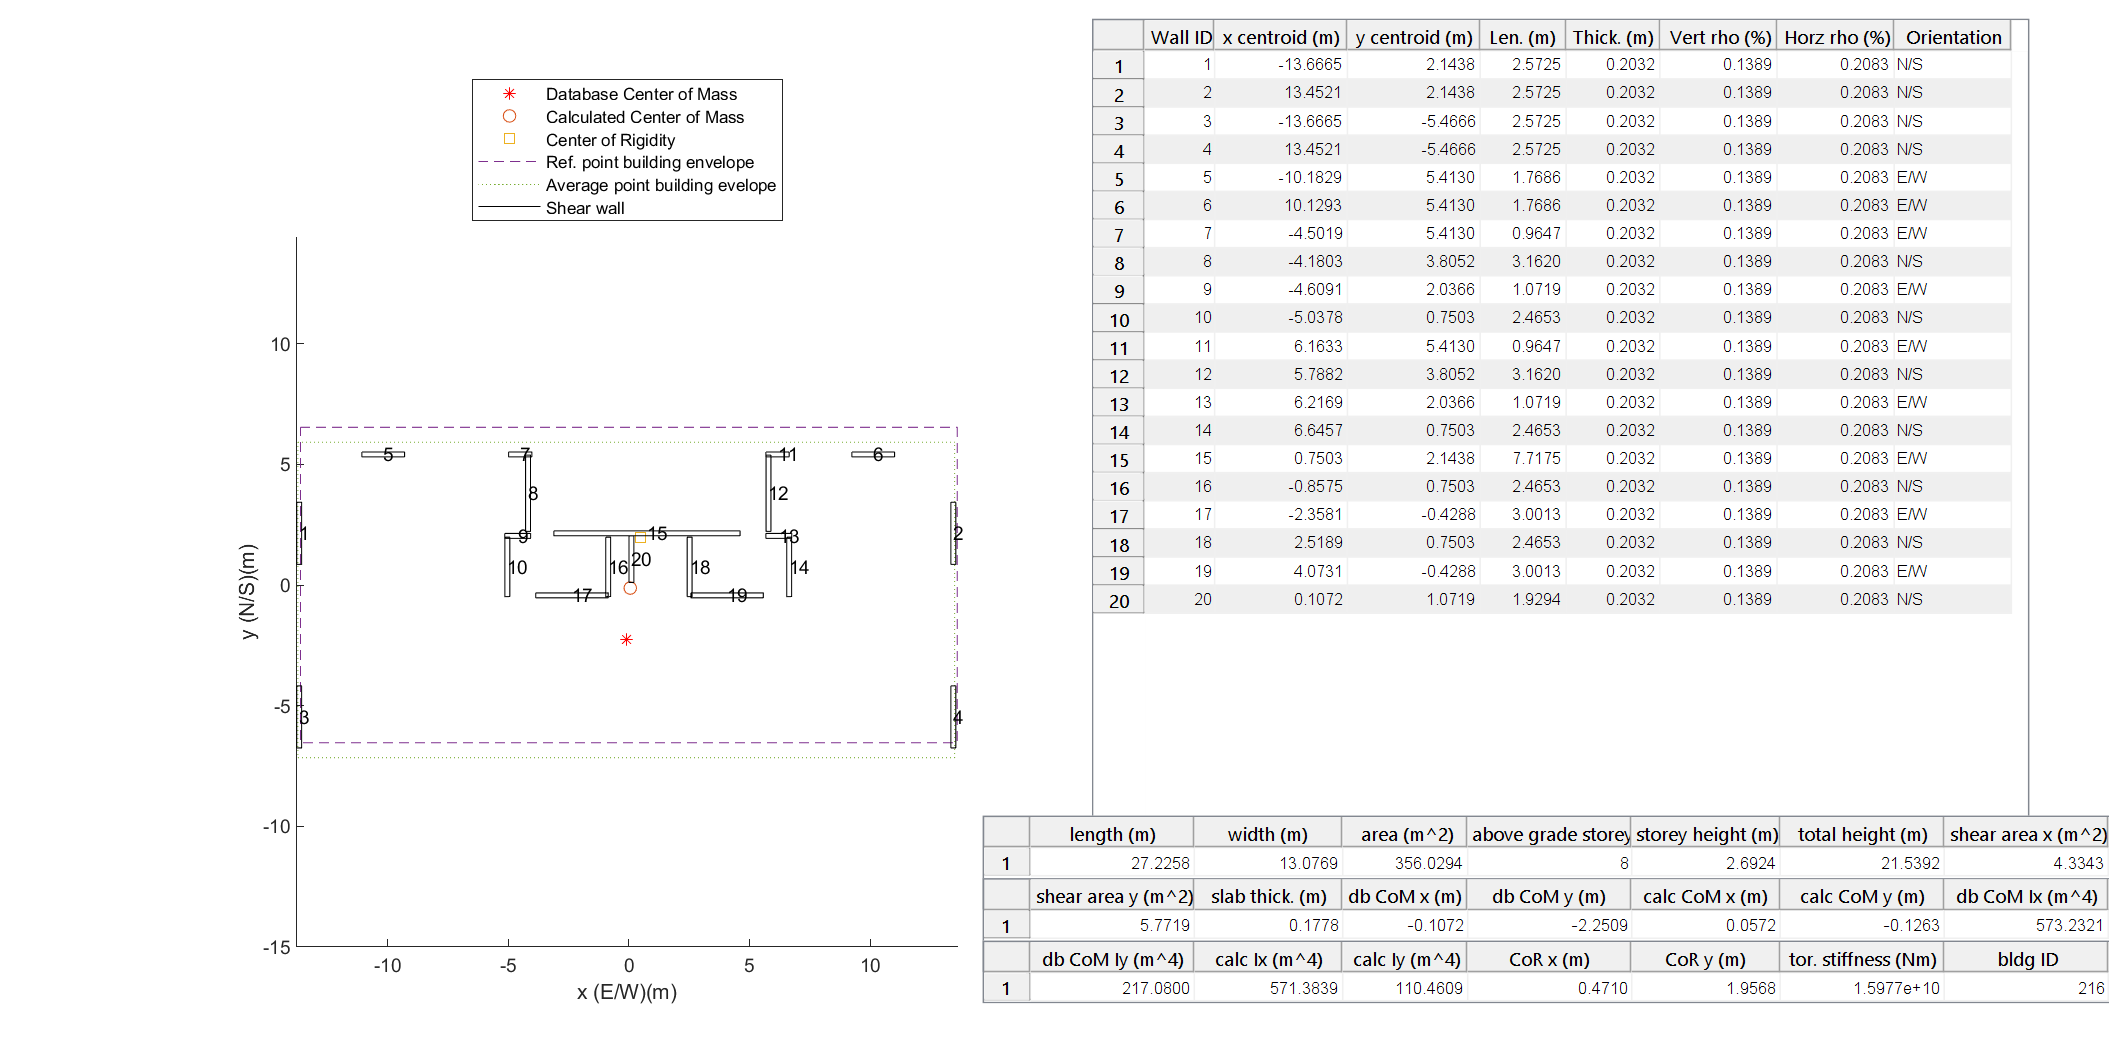 Database Center of Mass
Calculated Center of Mass
Center of Rigidity
Ref. point building envelope
Average point building evelope
Shear wall
10
5
0
-5
-10
-15
y (N/S)(m)
-10 -5 0 5 10
x (E/W)(m)
5 7 11 6
8 12
1 9 15 13 2
10 16 20 18 14
17 19
3 4
Wall ID x centroid (m) y centroid (m) Len. (m) Thick. (m) Vert rho (%) Horz rho (%) Orientation
1 1 -13.6665 2.1438 2.5725 0.2032 0.1389 0.2083 N/S
2 2 13.4521 2.1438 2.5725 0.2032 0.1389 0.2083 N/S
3 3 -13.6665 -5.4666 2.5725 0.2032 0.1389 0.2083 N/S
4 4 13.4521 -5.4666 2.5725 0.2032 0.1389 0.2083 N/S
5 5 -10.1829 5.4130 1.7686 0.2032 0.1389 0.2083 E/W
6 6 10.1293 5.4130 1.7686 0.2032 0.1389 0.2083 E/W
7 7 -4.5019 5.4130 0.9647 0.2032 0.1389 0.2083 E/W
8 8 -4.1803 3.8052 3.1620 0.2032 0.1389 0.2083 N/S
9 9 -4.6091 2.0366 1.0719 0.2032 0.1389 0.2083 E/W
10 10 -5.0378 0.7503 2.4653 0.2032 0.1389 0.2083 N/S
11 11 6.1633 5.4130 0.9647 0.2032 0.1389 0.2083 E/W
12 12 5.7882 3.8052 3.1620 0.2032 0.1389 0.2083 N/S
13 13 6.2169 2.0366 1.0719 0.2032 0.1389 0.2083 E/W
14 14 6.6457 0.7503 2.4653 0.2032 0.1389 0.2083 N/S
15 15 0.7503 2.1438 7.7175 0.2032 0.1389 0.2083 E/W
16 16 -0.8575 0.7503 2.4653 0.2032 0.1389 0.2083 N/S
17 17 -2.3581 -0.4288 3.0013 0.2032 0.1389 0.2083 E/W
18 18 2.5189 0.7503 2.4653 0.2032 0.1389 0.2083 N/S
19 19 4.0731 -0.4288 3.0013 0.2032 0.1389 0.2083 E/W
20 20 0.1072 1.0719 1.9294 0.2032 0.1389 0.2083 N/S
length (m) width (m) area (m^2) above grade storey storey height (m) total height (m) shear area x (m^2)
1 27.2258 13.0769 356.0294 8 2.6924 21.5392 4.3343
shear area y (m^2) slab thick. (m) db CoM x (m) db CoM y (m) calc CoM x (m) calc CoM y (m) db CoM Ix (m^4)
1 5.7719 0.1778 -0.1072 -2.2509 0.0572 -0.1263 573.2321
db CoM Iy (m^4) calc Ix (m^4) calc Iy (m^4) CoR x (m) CoR y (m) tor. stiffness (Nm) bldg ID
1 217.0800 571.3839 110.4609 0.4710 1.9568 1.5977e+10 216